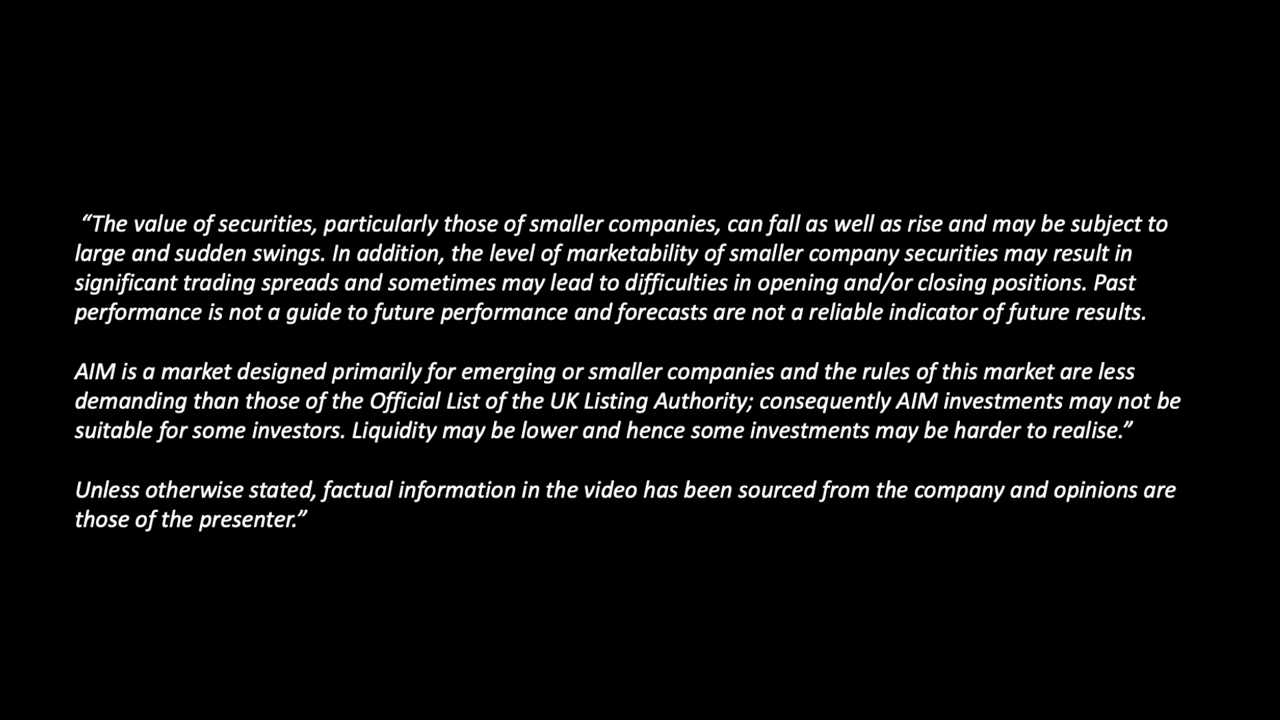 “The value of securities, particularly those of smaller companies, can fall as well as rise and may be subject to
large and sudden swings. In addition, the level of marketability of smaller company securities may result in
significant trading spreads and sometimes may lead to difficulties in opening and/or closing positions. Past
performance is not a guide to future performance and forecasts are not a reliable indicator of future results.
AIM is a market designed primarily for emerging or smaller companies and the rules of this market are less
demanding than those of the Official List of the UK Listing Authority; consequently AIM investments may not be
suitable for some investors. Liquidity may be lower and hence some investments may be harder to realise.”
Unless otherwise stated, factual information in the video has been sourced from the company and opinions are
those of the presenter.”